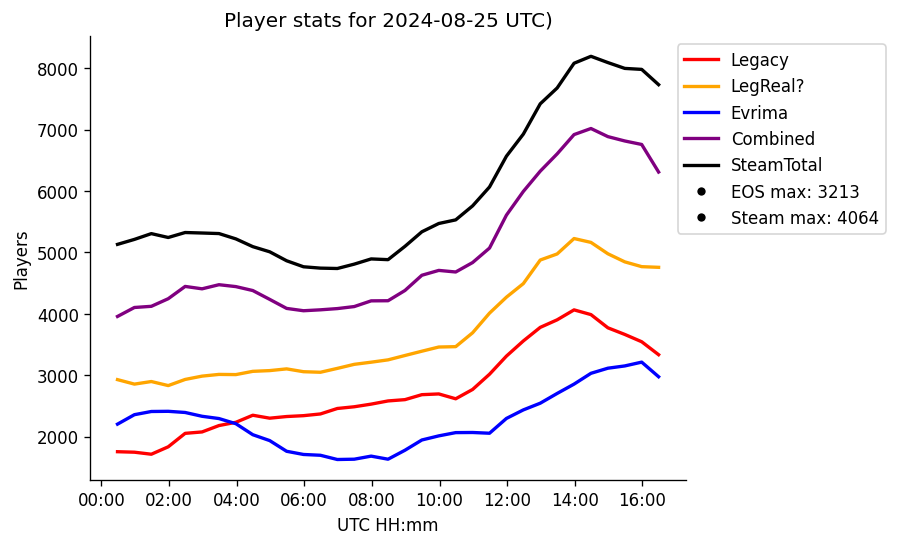 Player stats for 2024-08-25 UTC)
8000
7000
6000
5000
4000
3000
2000
Players
00:00 02:00 04:00 06:00 08:00 10:00 12:00 14:00 16:00
UTC HH:mm
Legacy
LegReal?
Evrima
Combined
SteamTotal
EOS max: 3213
Steam max: 4064